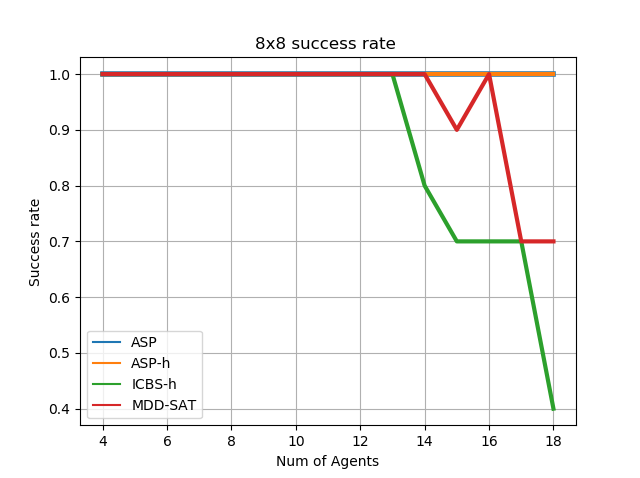 8x8 success rate
1.0
0.9
0.8
0.7
0.6
0.5
0.4
Success rate
ASP
ASP-h
ICBS-h
MDD-SAT
4 6 8 10 12 14 16 18
Num of Agents